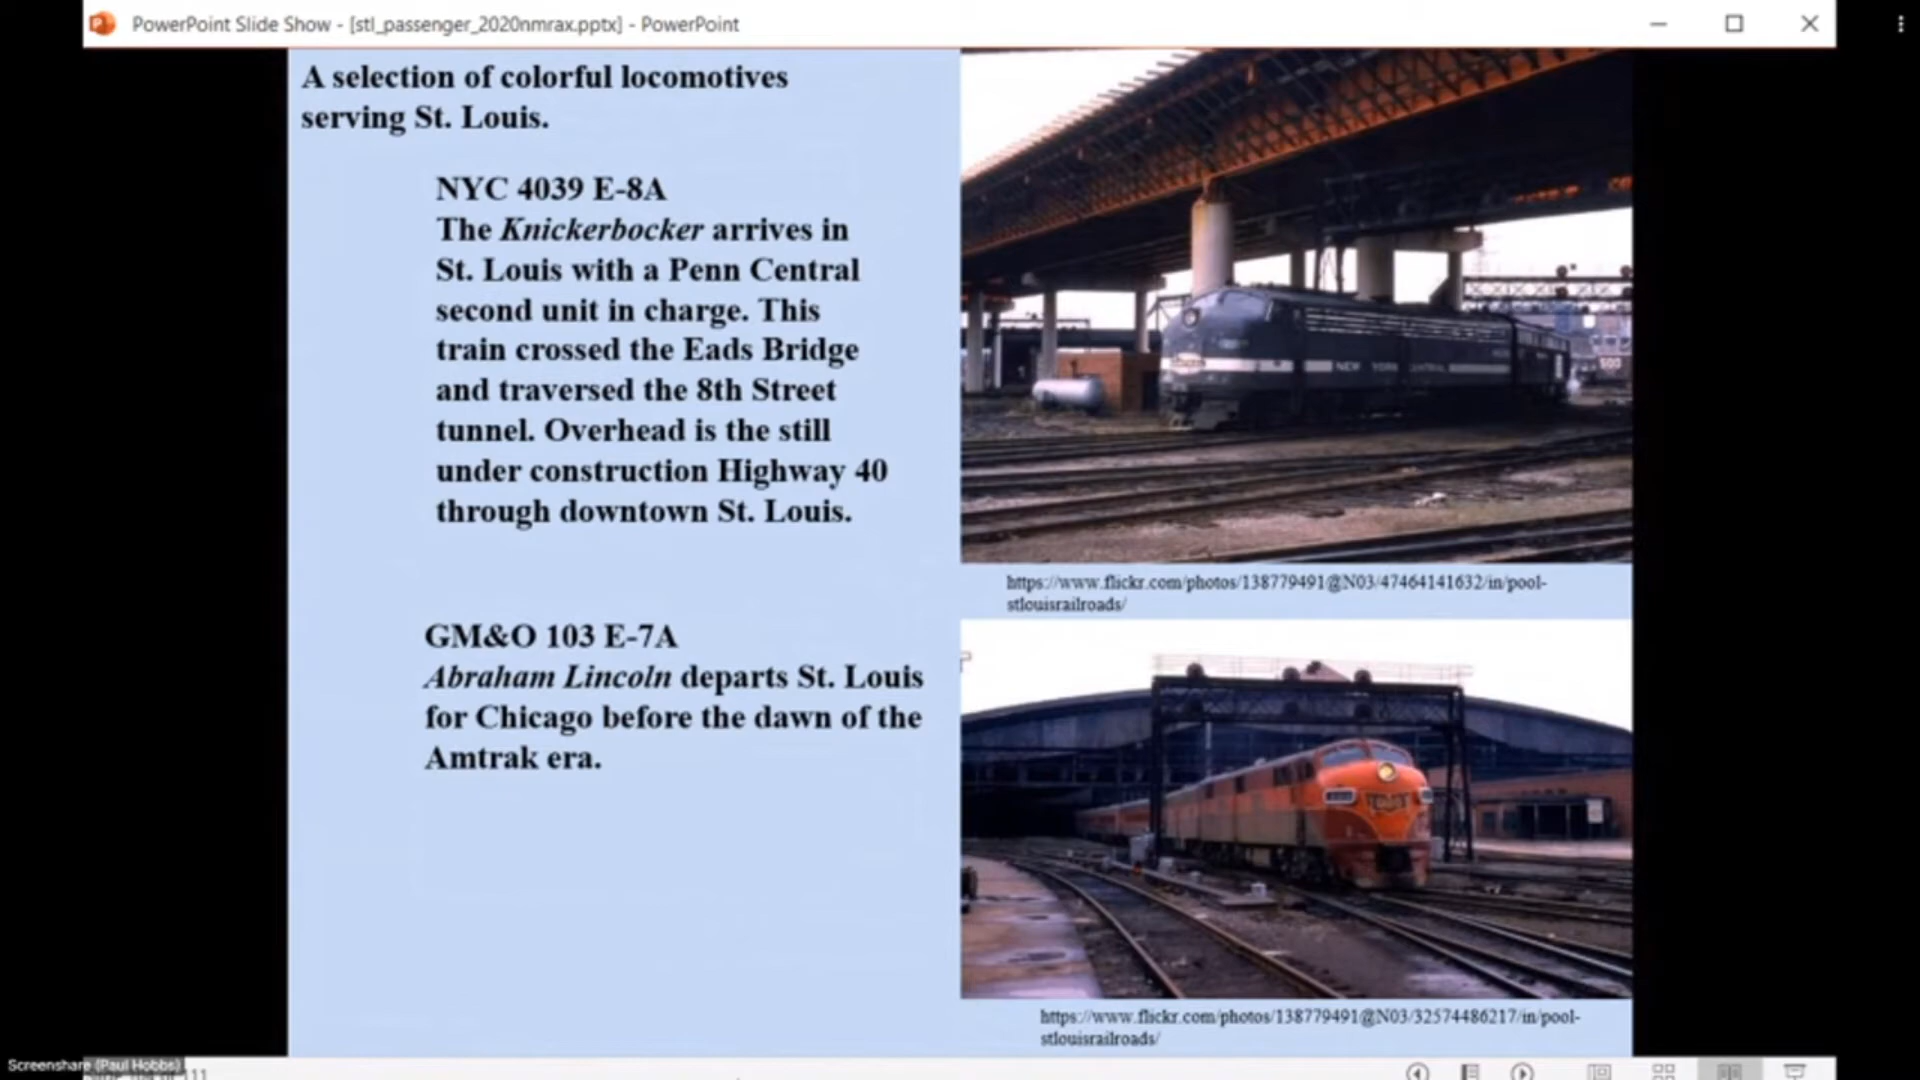 PowerPoint Slide Show - [stl_passenger_2020nmrax.pptx] - PowerPoint
A selection of colorful locomotives
serving St. Louis.
NYC 4039 E-8A
The Knickerbocker arrives in
St. Louis with a Penn Central
second unit in charge. This
train crossed the Eads Bridge
and traversed the 8th Street
tunnel. Overhead is the still
under construction Highway 40
through downtown St. Louis.
NEW YORK CENTRAL
https://www.flickr.com/photos/138779491@N03/47464141632/in/pool-
stlouisrailroads/
GM&O 103 E-7A
Abraham Lincoln departs St. Louis
for Chicago before the dawn of the
Amtrak era.
https://www.flickr.com/photos/138779491@N03/32574486217/in/pool-
stlouisrailroads/
Screenshare (Paul Hobbs)